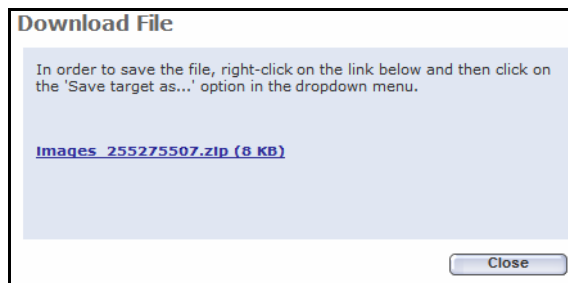 Download File
In order to save the file, right-click on the link below and then click on
the 'Save target as...' option in the dropdown menu.
Images_255275507.zip (8 KB)
Close